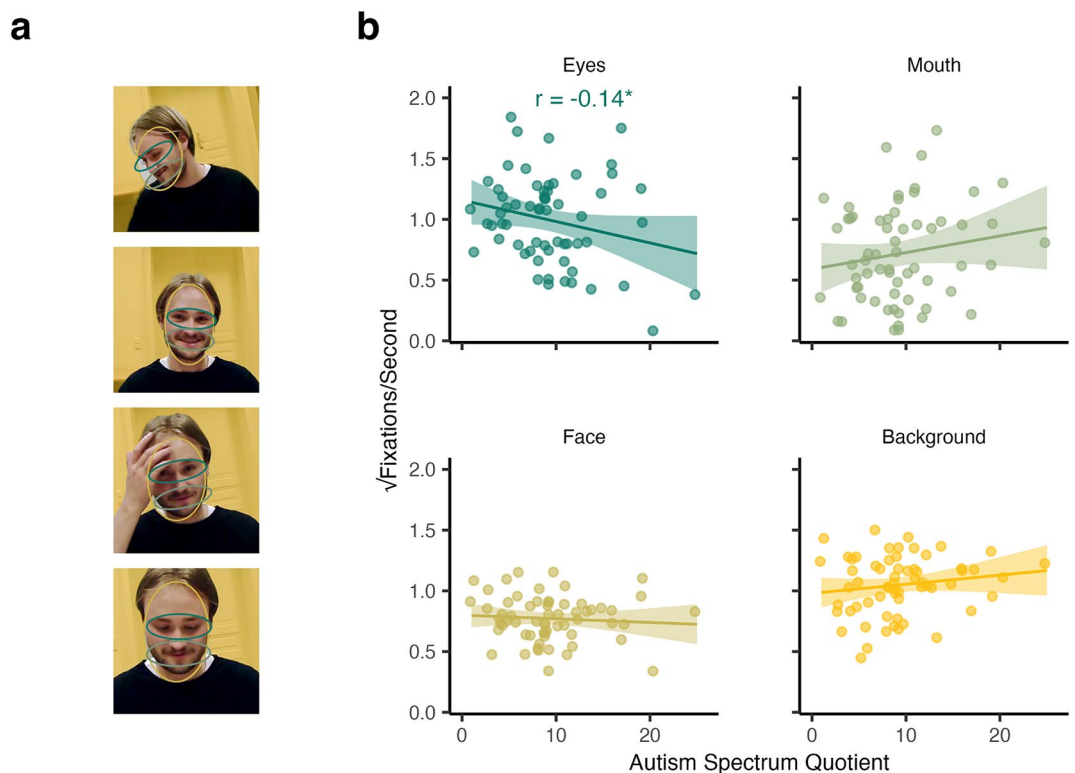 a
b
Eyes
Mouth
r = -0.14*
2.0
1.5
1.0
0.5
0.0
√Fixations/Second
Face
Background
2.0
1.5
1.0
0.5
0.0
0
10
20
0
10
20
Autism Spectrum Quotient